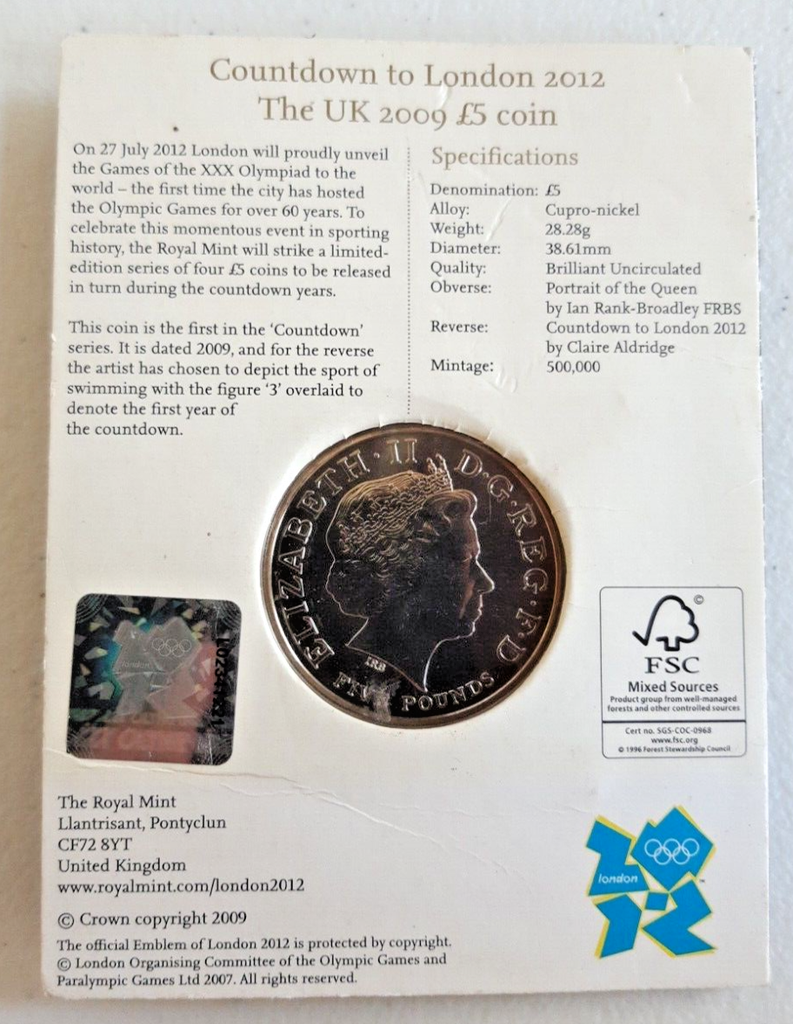 Countdown to London 2012
The UK 2009 £5 coin
On 27 July 2012 London will proudly unveil
the Games of the XXX Olympiad to the
world – the first time the city has hosted
the Olympic Games for over 60 years. To
celebrate this momentous event in sporting
history, the Royal Mint will strike a limited-
edition series of four £5 coins to be released
in turn during the countdown years.
This coin is the first in the ‘Countdown’
series. It is dated 2009, and for the reverse
the artist has chosen to depict the sport of
swimming with the figure ‘3’ overlaid to
denote the first year of
the countdown.
Specifications
Denomination: £5
Alloy: Cupro-nickel
Weight: 28.28g
Diameter: 38.61mm
Quality: Brilliant Uncirculated
Obverse: Portrait of the Queen
by Ian Rank-Broadley FRBS
Reverse: Countdown to London 2012
by Claire Aldridge
Mintage: 500,000
ELIZABETH·II D·G·REG·F·D
IRB
FIVE POUNDS
london
©
FSC
Mixed Sources
Product group from well-managed
forests and other controlled sources
Cert no. SGS-COC-0968
www.fsc.org
© 1996 Forest Stewardship Council
The Royal Mint
Llantrisant, Pontyclun
CF72 8YT
United Kingdom
www.royalmint.com/london2012
© Crown copyright 2009
The official Emblem of London 2012 is protected by copyright.
© London Organising Committee of the Olympic Games and
Paralympic Games Ltd 2007. All rights reserved.
london
™